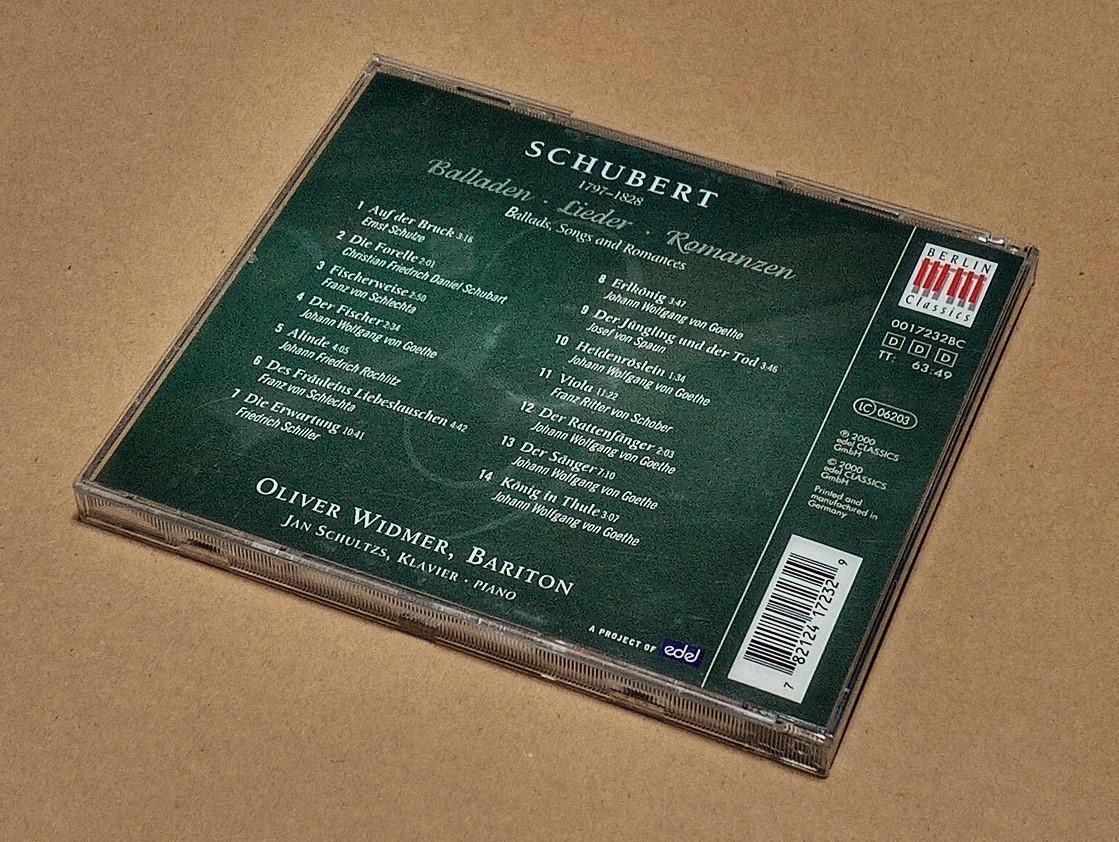 SCHUBERT
1797–1828
Balladen · Lieder · Romanzen
Ballads, Songs and Romances
1 Auf der Bruck 3:16
Ernst Schulze
2 Die Forelle 2:01
Christian Friedrich Daniel Schubart
3 Fischerweise 2:50
Franz von Schlechta
4 Der Fischer 2:34
Johann Wolfgang von Goethe
5 Alinde 4:05
Johann Friedrich Rochlitz
6 Des Fräuleins Liebeslauschen 4:42
Franz von Schlechta
7 Die Erwartung 10:41
Friedrich Schiller
8 Erlkönig 3:47
Johann Wolfgang von Goethe
9 Der Jüngling und der Tod 3:46
Josef von Spaun
10 Heidenröslein 1:34
Johann Wolfgang von Goethe
11 Viola 11:22
Franz Ritter von Schober
12 Der Rattenfänger 2:03
Johann Wolfgang von Goethe
13 Der Sänger 7:10
Johann Wolfgang von Goethe
14 König in Thule 3:07
Johann Wolfgang von Goethe
OLIVER WIDMER, BARITON
JAN SCHULTZS, KLAVIER · PIANO
A PROJECT OF edel
BERLIN
Classics
0017232BC
D D D
TT: 63:49
LC 06203
℗ 2000
edel CLASSICS
GmbH
© 2000
edel CLASSICS
GmbH
Printed and
manufactured in
Germany
7 82124 17232 9